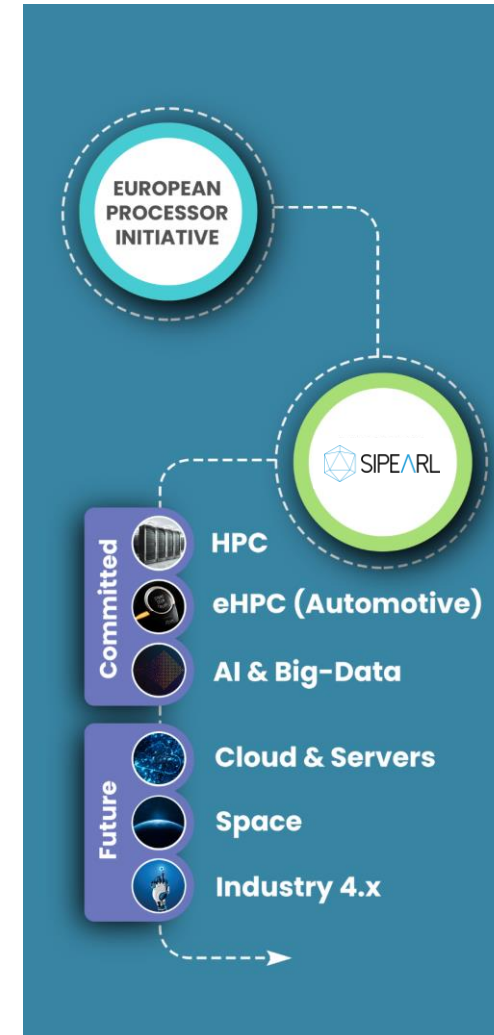 EUROPEAN
PROCESSOR
INITIATIVE
SIPEARL
Committed
HPC
eHPC (Automotive)
AI & Big-Data
Future
Cloud & Servers
Space
Industry 4.x